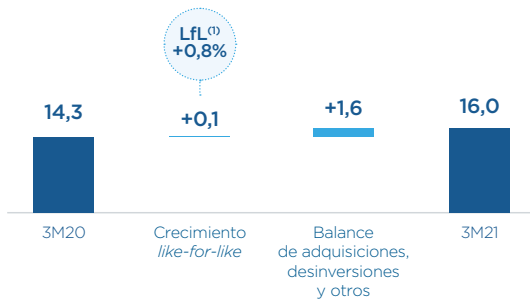 LfL⁽¹⁾
+0,8%
14,3
+0,1
+1,6
16,0
3M20
Crecimiento
like-for-like
Balance
de adquisiciones,
desinversiones
y otros
3M21